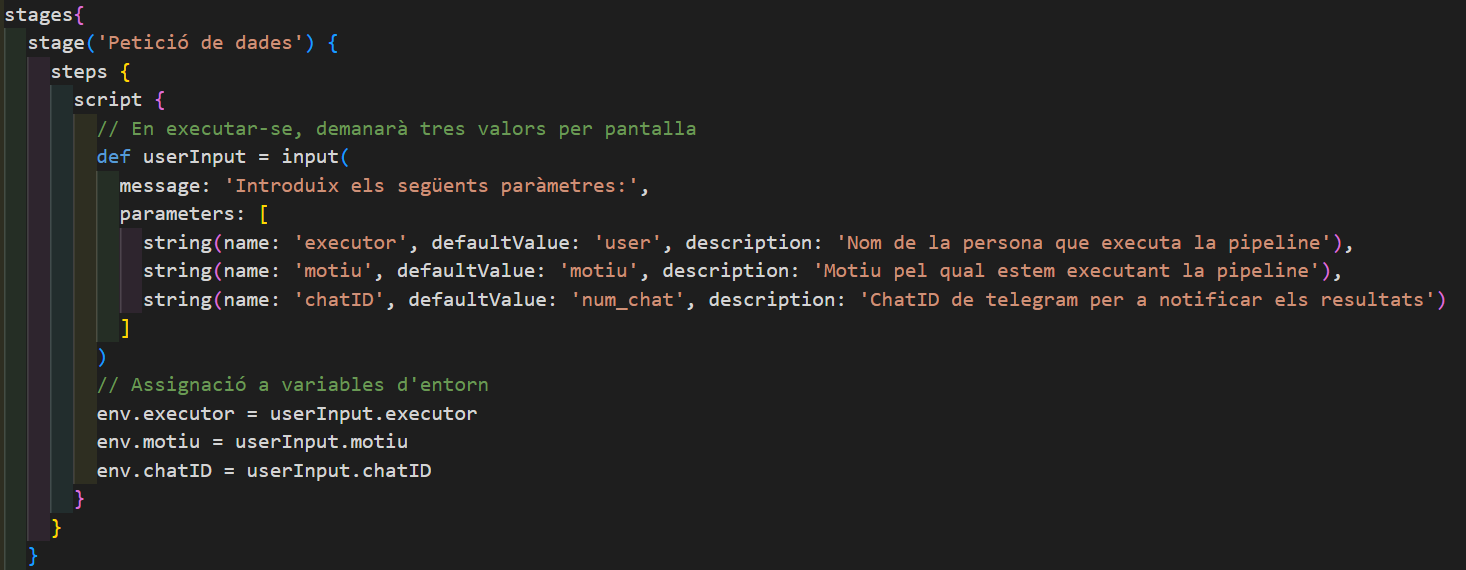 stages{
stage('Petició de dades') {
steps {
script {
// En executar-se, demanarà tres valors per pantalla
def userInput = input(
message: 'Introduix els següents paràmetres:',
parameters: [
string(name: 'executor', defaultValue: 'user', description: 'Nom de la persona que executa la pipeline'),
string(name: 'motiu', defaultValue: 'motiu', description: 'Motiu pel qual estem executant la pipeline'),
string(name: 'chatID', defaultValue: 'num_chat', description: 'ChatID de telegram per a notificar els resultats')
]
)
// Assignació a variables d'entorn
env.executor = userInput.executor
env.motiu = userInput.motiu
env.chatID = userInput.chatID
}
}
}